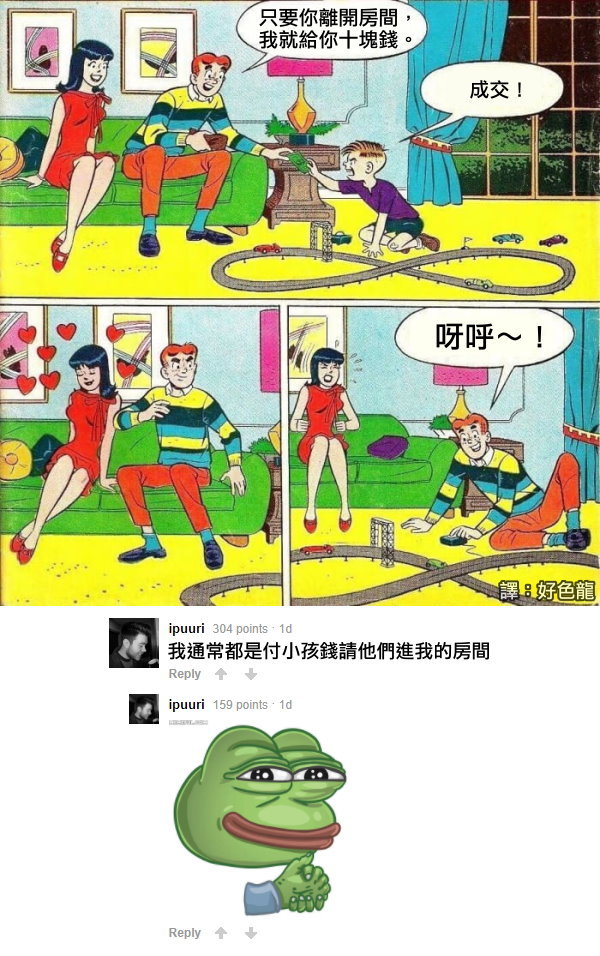 只要你離開房間，
我就給你十塊錢。
成交！
呀呼～！
譯：好色龍
ipuuri 304 points · 1d
我通常都是付小孩錢請他們進我的房間
Reply
ipuuri 159 points · 1d
Reply